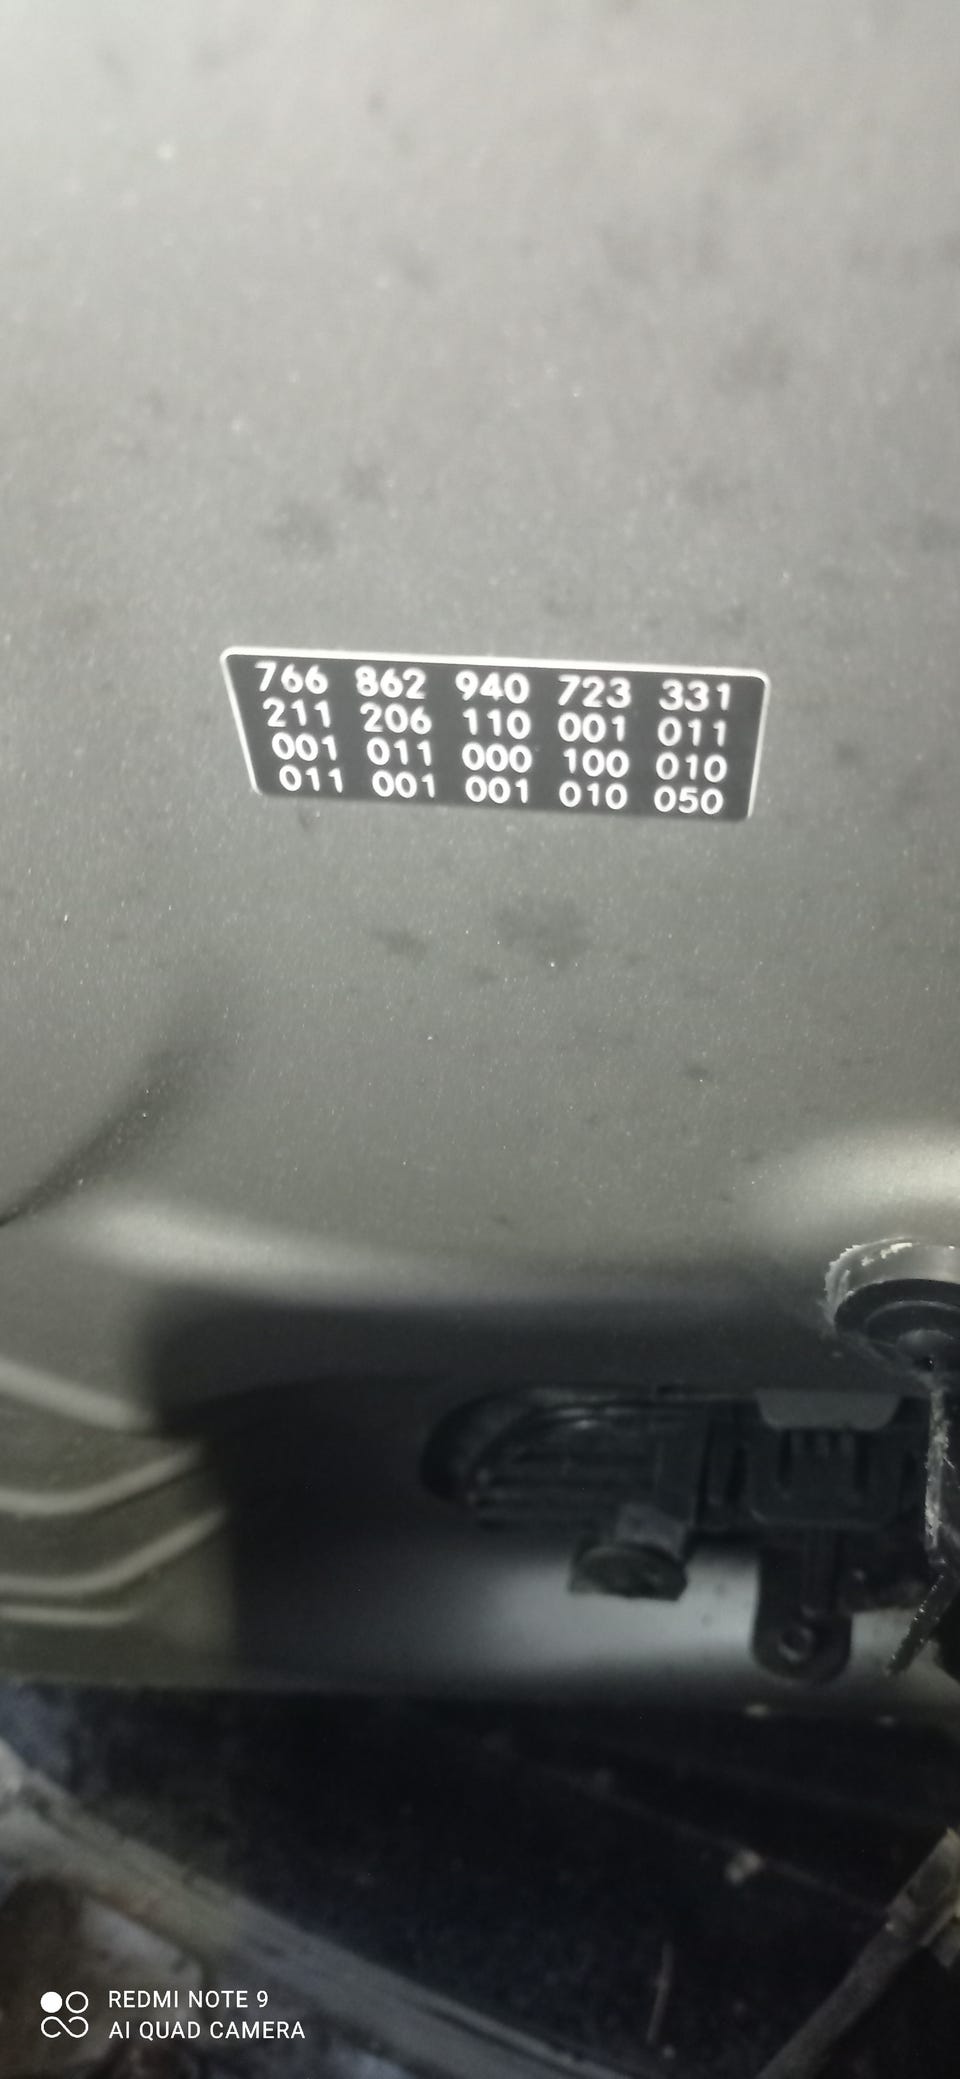 766 862 940 723 331
211 206 110 001 011
001 011 000 100 010
011 001 001 010 050
REDMI NOTE 9
AI QUAD CAMERA